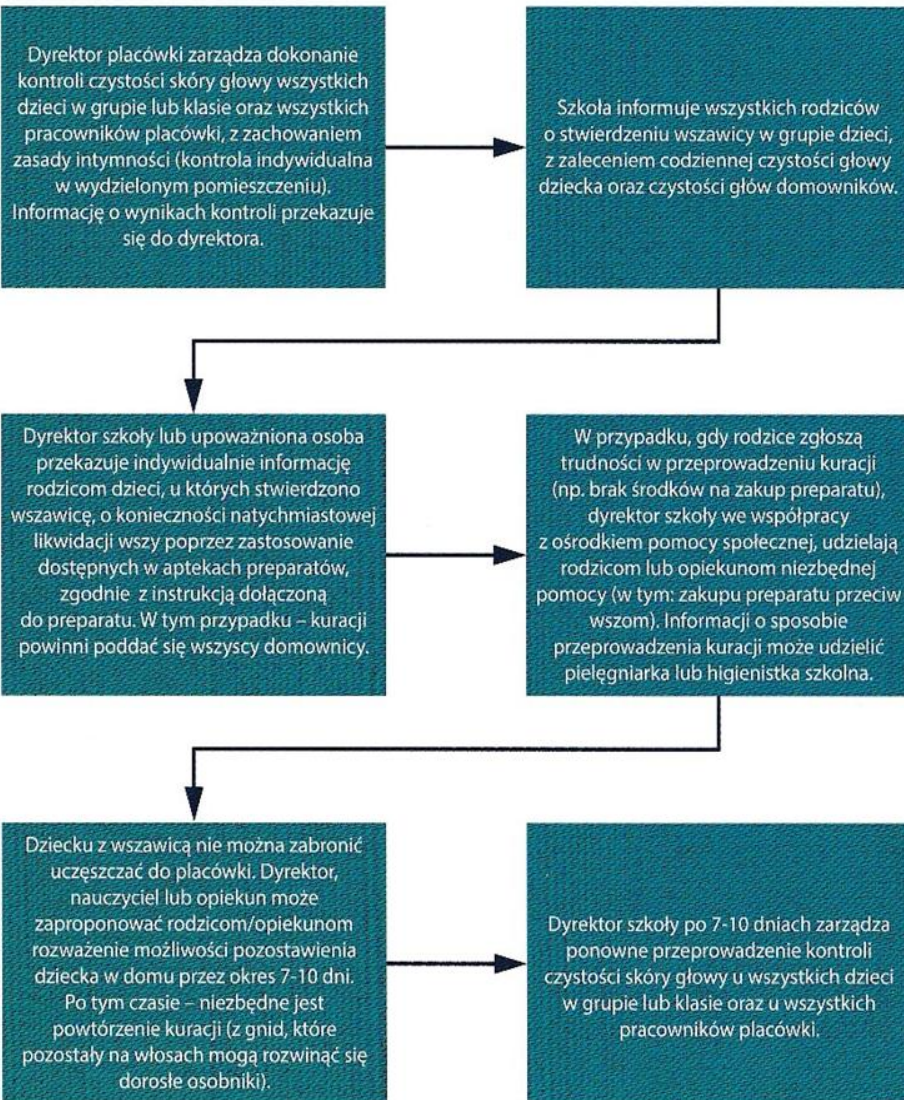 Dyrektor placówki zarządza dokonanie
kontroli czystości skóry głowy wszystkich
dzieci w grupie lub klasie oraz wszystkich
pracowników placówki, z zachowaniem
zasady intymności (kontrola indywidualna
w wydzielonym pomieszczeniu).
Informację o wynikach kontroli przekazuje
się do dyrektora.
Szkoła informuje wszystkich rodziców
o stwierdzeniu wszawicy w grupie dzieci,
z zaleceniem codziennej czystości głowy
dziecka oraz czystości głów domowników.
Dyrektor szkoły lub upoważniona osoba
przekazuje indywidualnie informację
rodzicom dzieci, u których stwierdzono
wszawicę, o konieczności natychmiastowej
likwidacji wszy poprzez zastosowanie
dostępnych w aptekach preparatów,
zgodnie z instrukcją dołączoną
do preparatu. W tym przypadku – kuracji
powinni poddać się wszyscy domownicy.
W przypadku, gdy rodzice zgłoszą
trudności w przeprowadzeniu kuracji
(np. brak środków na zakup preparatu),
dyrektor szkoły we współpracy
z ośrodkiem pomocy społecznej, udzielają
rodzicom lub opiekunom niezbędnej
pomocy (w tym: zakupu preparatu przeciw
wszom). Informacji o sposobie
przeprowadzenia kuracji może udzielić
pielęgniarka lub higienistka szkolna.
Dziecku z wszawicą nie można zabronić
uczęszczać do placówki. Dyrektor,
nauczyciel lub opiekun może
zaproponować rodzicom/opiekunom
rozważenie możliwości pozostawienia
dziecka w domu przez okres 7-10 dni.
Po tym czasie – niezbędne jest
powtórzenie kuracji (z gnid, które
pozostały na włosach mogą rozwinąć się
dorosłe osobniki).
Dyrektor szkoły po 7-10 dniach zarządza
ponowne przeprowadzenie kontroli
czystości skóry głowy u wszystkich dzieci
w grupie lub klasie oraz u wszystkich
pracowników placówki.